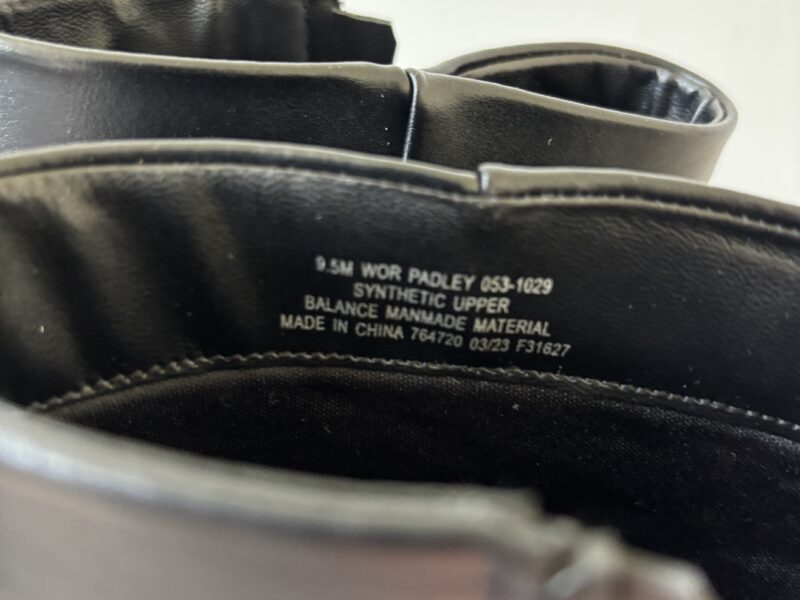 9.5M WOR PADLEY 053-1029
SYNTHETIC UPPER
BALANCE MANMADE MATERIAL
MADE IN CHINA 764720 03/23 F31627